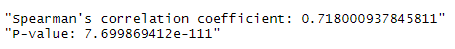 "Spearman's correlation coefficient: 0.718000937845811"
"P-value: 7.699869412e-111"